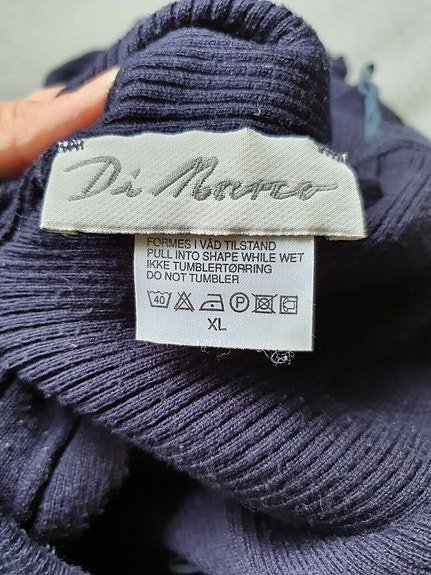 Di Marco
FORMES I VÅD TILSTAND
PULL INTO SHAPE WHILE WET
IKKE TUMBLERTØRRING
DO NOT TUMBLER
40 P
XL